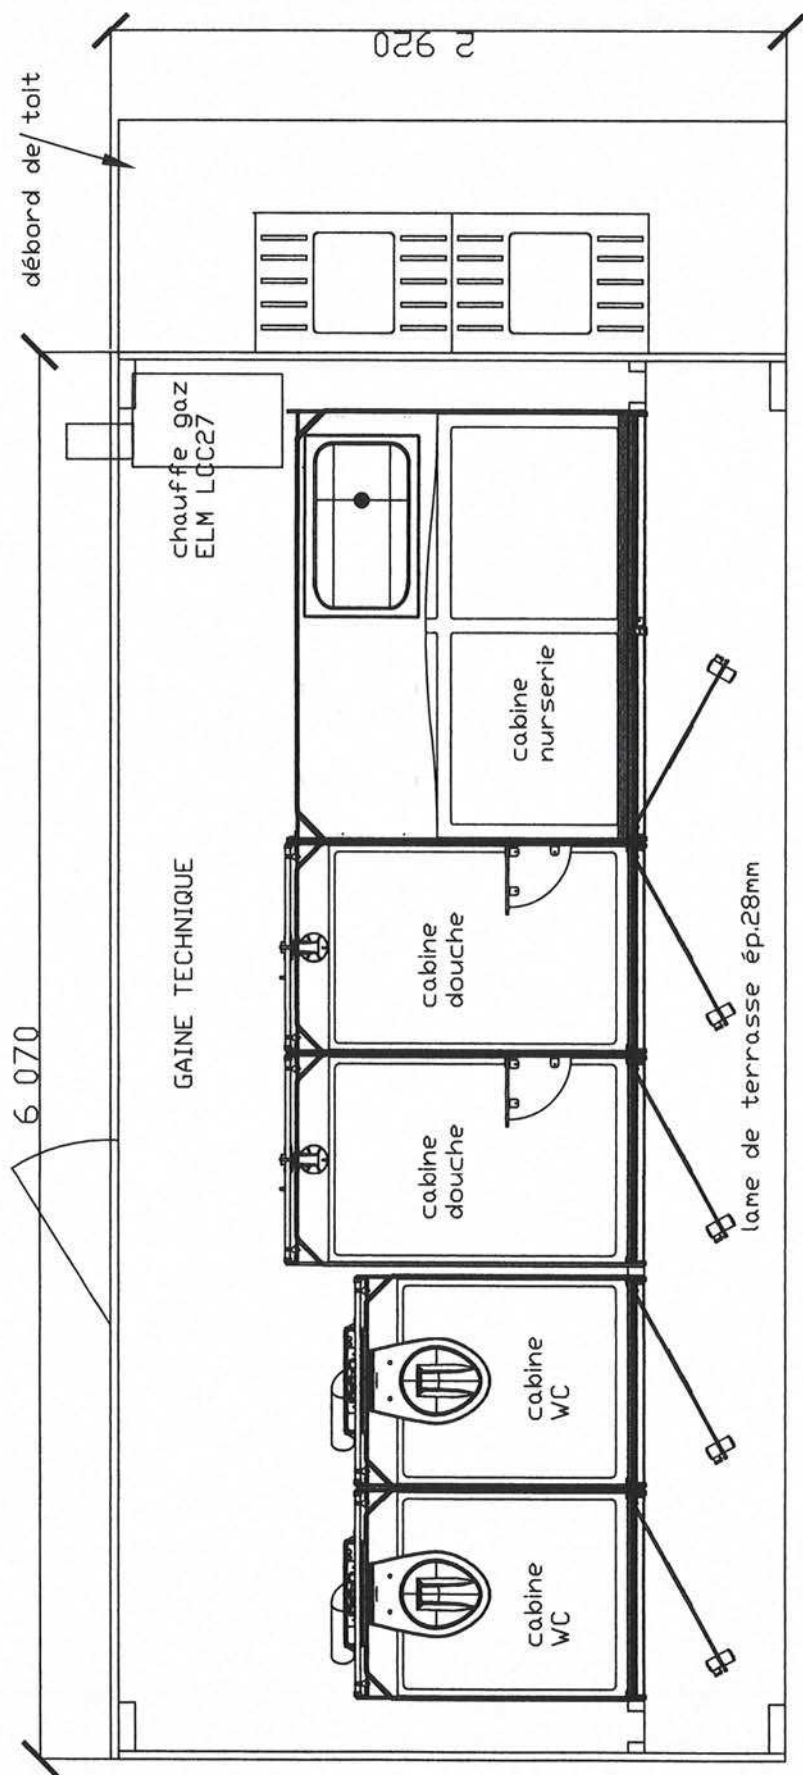 6 070
débord de toit
2 920
GAINE TECHNIQUE
chauffe gaz
ELM LCC27
cabine
WC
cabine
WC
cabine
douche
cabine
douche
cabine
nurserie
lame de terrasse ép.28mm